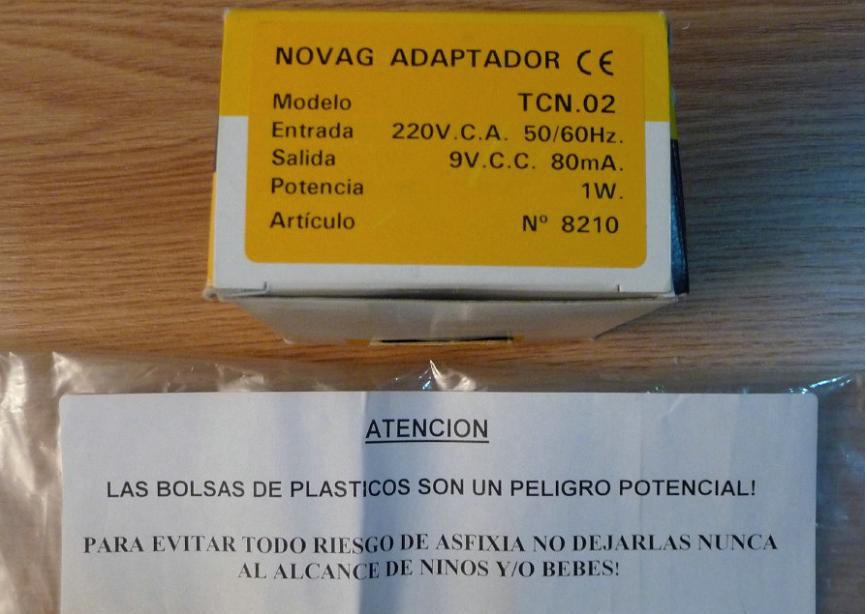 NOVAG ADAPTADOR CE
Modelo TCN.02
Entrada 220V.C.A. 50/60Hz.
Salida 9V.C.C. 80mA.
Potencia 1W.
Artículo Nº 8210
ATENCION
LAS BOLSAS DE PLASTICOS SON UN PELIGRO POTENCIAL!
PARA EVITAR TODO RIESGO DE ASFIXIA NO DEJARLAS NUNCA
AL ALCANCE DE NINOS Y/O BEBES!